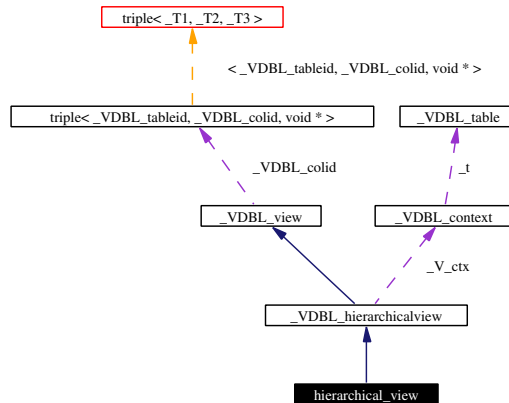 triple< _T1, _T2, _T3 >
< _VDBL_tableid, _VDBL_colid, void * >
triple< _VDBL_tableid, _VDBL_colid, void * >
_VDBL_table
_VDBL_colid
_t
_VDBL_view
_VDBL_context
_V_ctx
_VDBL_hierarchicalview
hierarchical_view